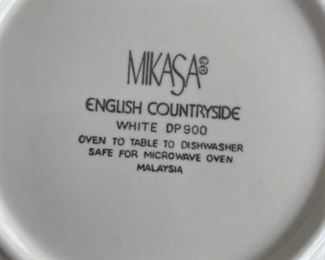 MIKASA®
ENGLISH COUNTRYSIDE
WHITE DP900
OVEN TO TABLE TO DISHWASHER
SAFE FOR MICROWAVE OVEN
MALAYSIA